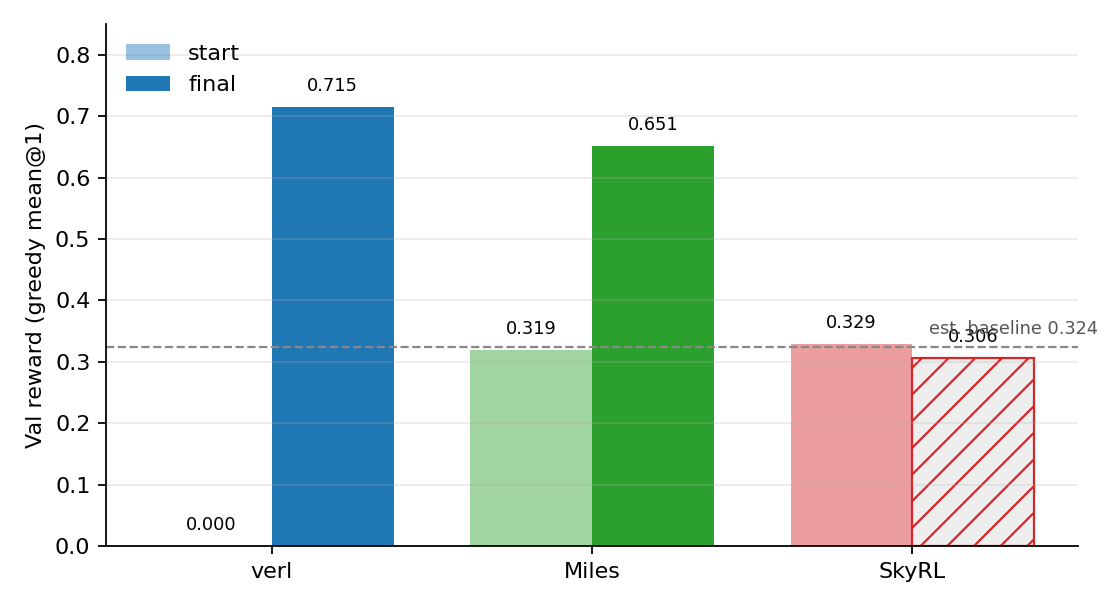 start
final
0.8
0.7
0.6
0.5
0.4
0.3
0.2
0.1
0.0
Val reward (greedy mean@1)
0.715
0.651
0.319
0.329
est. baseline 0.324
0.306
0.000
verl
Miles
SkyRL